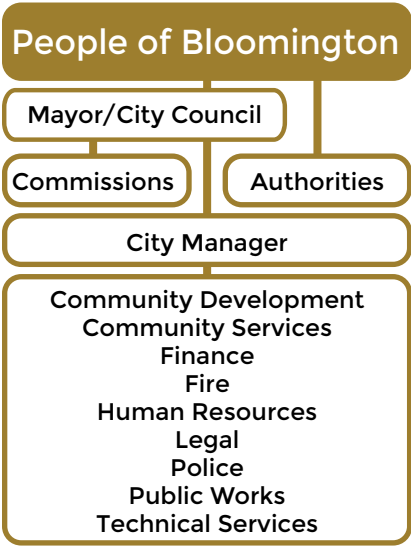 People of Bloomington
Mayor/City Council
Commissions
Authorities
City Manager
Community Development
Community Services
Finance
Fire
Human Resources
Legal
Police
Public Works
Technical Services